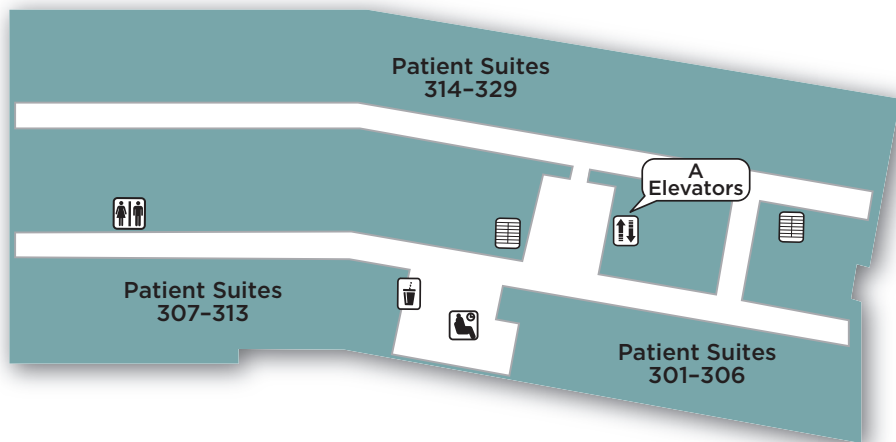 Patient Suites
314–329
A
Elevators
Patient Suites
307–313
Patient Suites
301–306